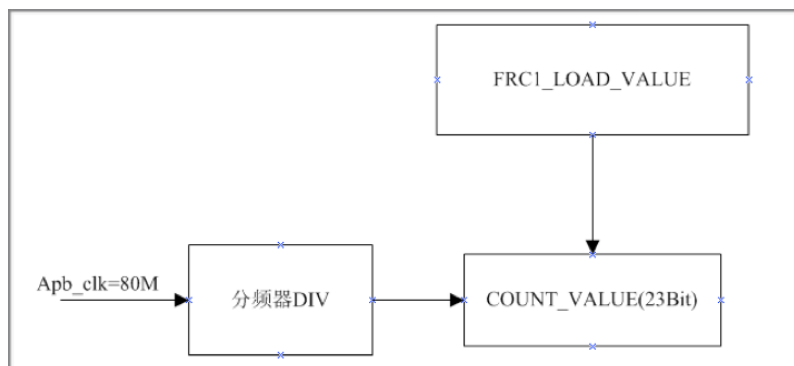 FRC1_LOAD_VALUE
Apb_clk=80M
分频器DIV
COUNT_VALUE(23Bit)